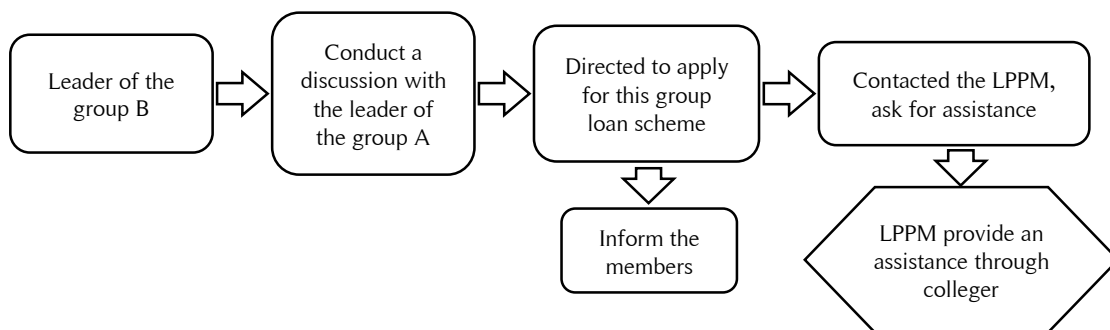 Leader of the
group B
Conduct a
discussion with
the leader of
the group A
Directed to apply
for this group
loan scheme
Contacted the LPPM,
ask for assistance
Inform the
members
LPPM provide an
assistance through
colleger